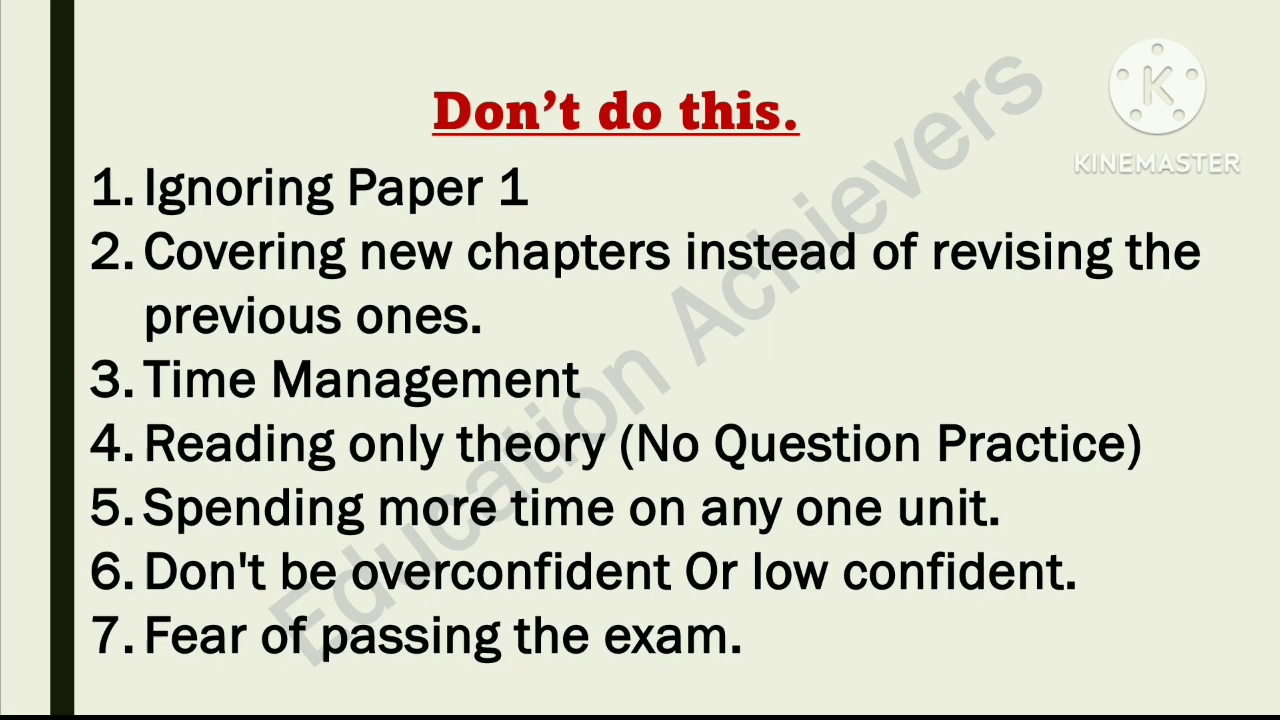 Don’t do this.
1. Ignoring Paper 1
2. Covering new chapters instead of revising the
previous ones.
3. Time Management
4. Reading only theory (No Question Practice)
5. Spending more time on any one unit.
6. Don't be overconfident Or low confident.
7. Fear of passing the exam.
Education Achievers
K
KINEMASTER